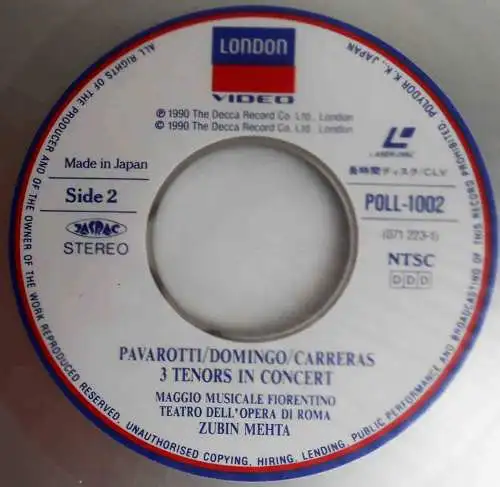 LONDON
VIDEO
℗ 1990 The Decca Record Co. Ltd., London
© 1990 The Decca Record Co. Ltd., London
Made in Japan
Side 2
JASRAC
STEREO
LASERDISC
長時間ディスク/CLV
POLL-1002
(071 223-1)
NTSC
DDD
PAVAROTTI/DOMINGO/CARRERAS
3 TENORS IN CONCERT
MAGGIO MUSICALE FIORENTINO
TEATRO DELL'OPERA DI ROMA
ZUBIN MEHTA
ALL RIGHTS OF THE PRODUCER AND OF THE OWNER OF THE WORK REPRODUCED RESERVED. UNAUTHORISED COPYING, HIRING, LENDING, PUBLIC PERFORMANCE AND BROADCASTING OF THIS RECORD PROHIBITED. POLYDOR K.K., JAPAN